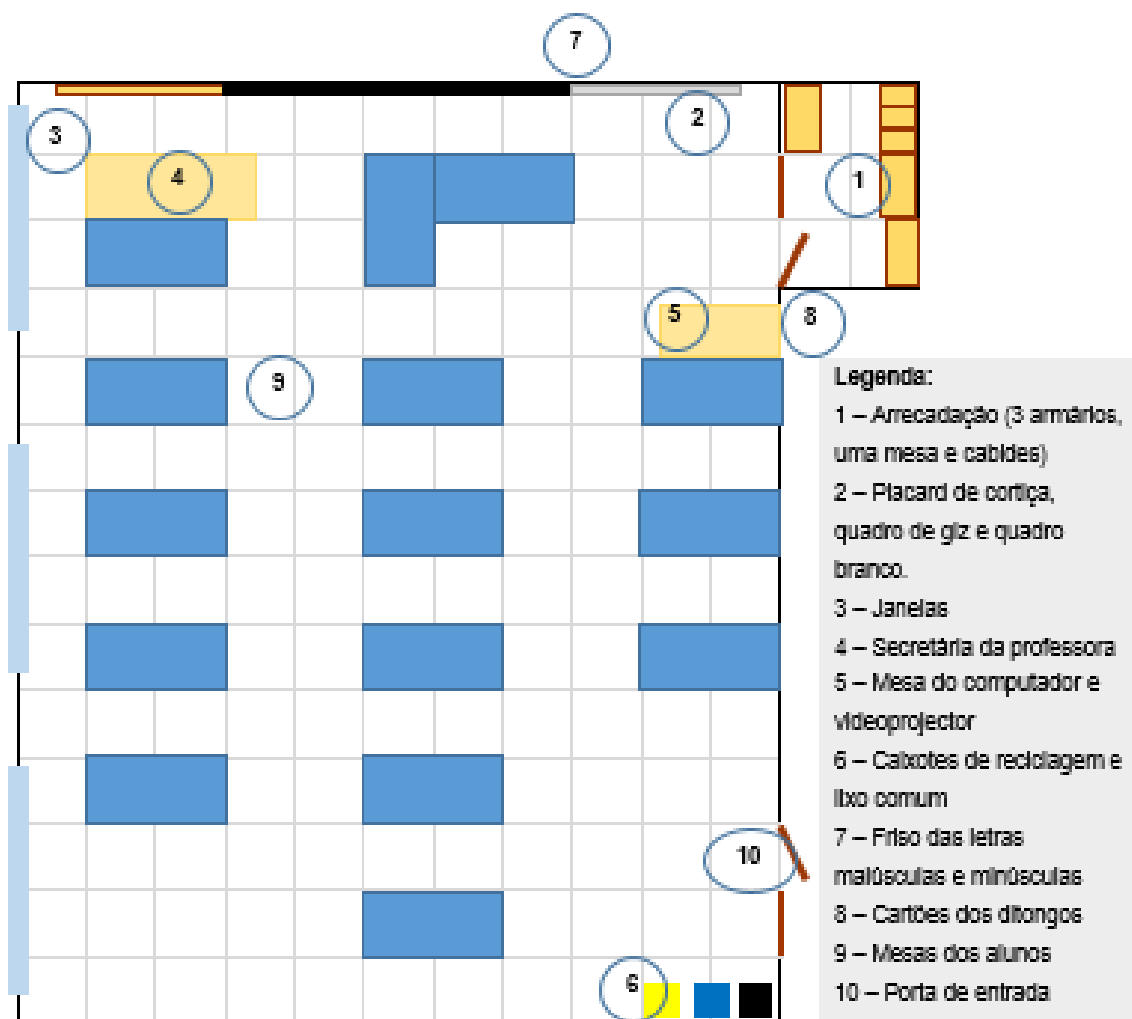 7
2
3
4
1
5
8
9
Legenda:
1 – Arrecadação (3 armários,
uma mesa e cabides)
2 – Placard de cortiça,
quadro de giz e quadro
branco.
3 – Janelas
4 – Secretária da professora
5 – Mesa do computador e
videoprojector
6 – Caixotes de reciclagem e
lixo comum
7 – Friso das letras
maiúsculas e minúsculas
8 – Cartões dos ditongos
9 – Mesas dos alunos
10 – Porta de entrada
10
6